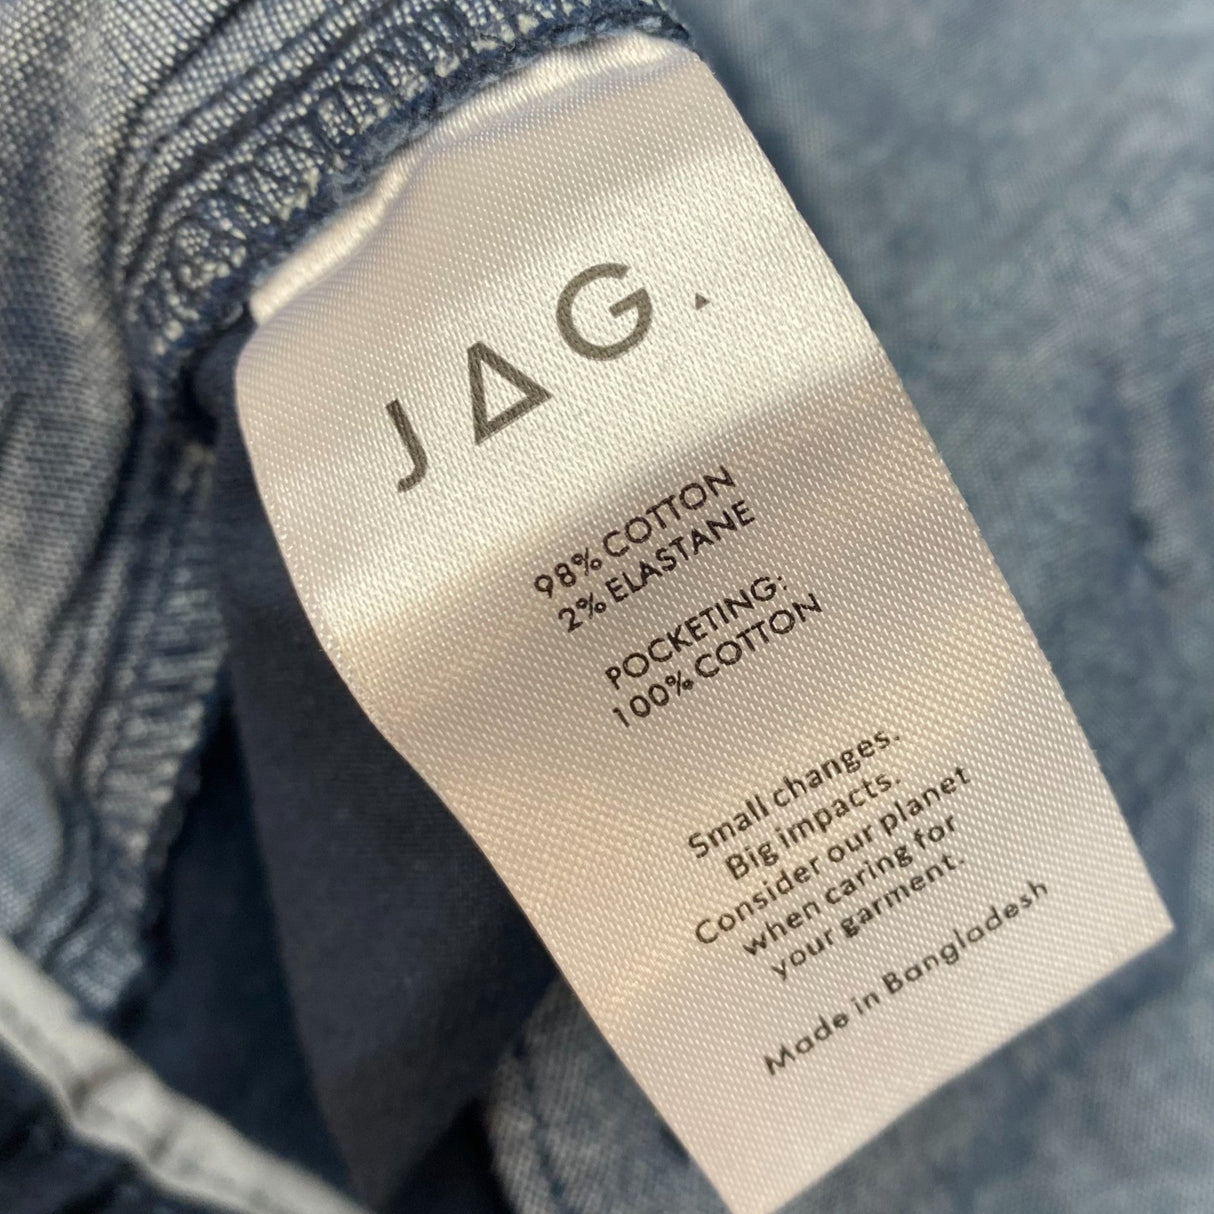 JAG.
98% COTTON
2% ELASTANE
POCKETING:
100% COTTON
Small changes.
Big impacts.
Consider our planet
when caring for
your garment.
Made in Bangladesh